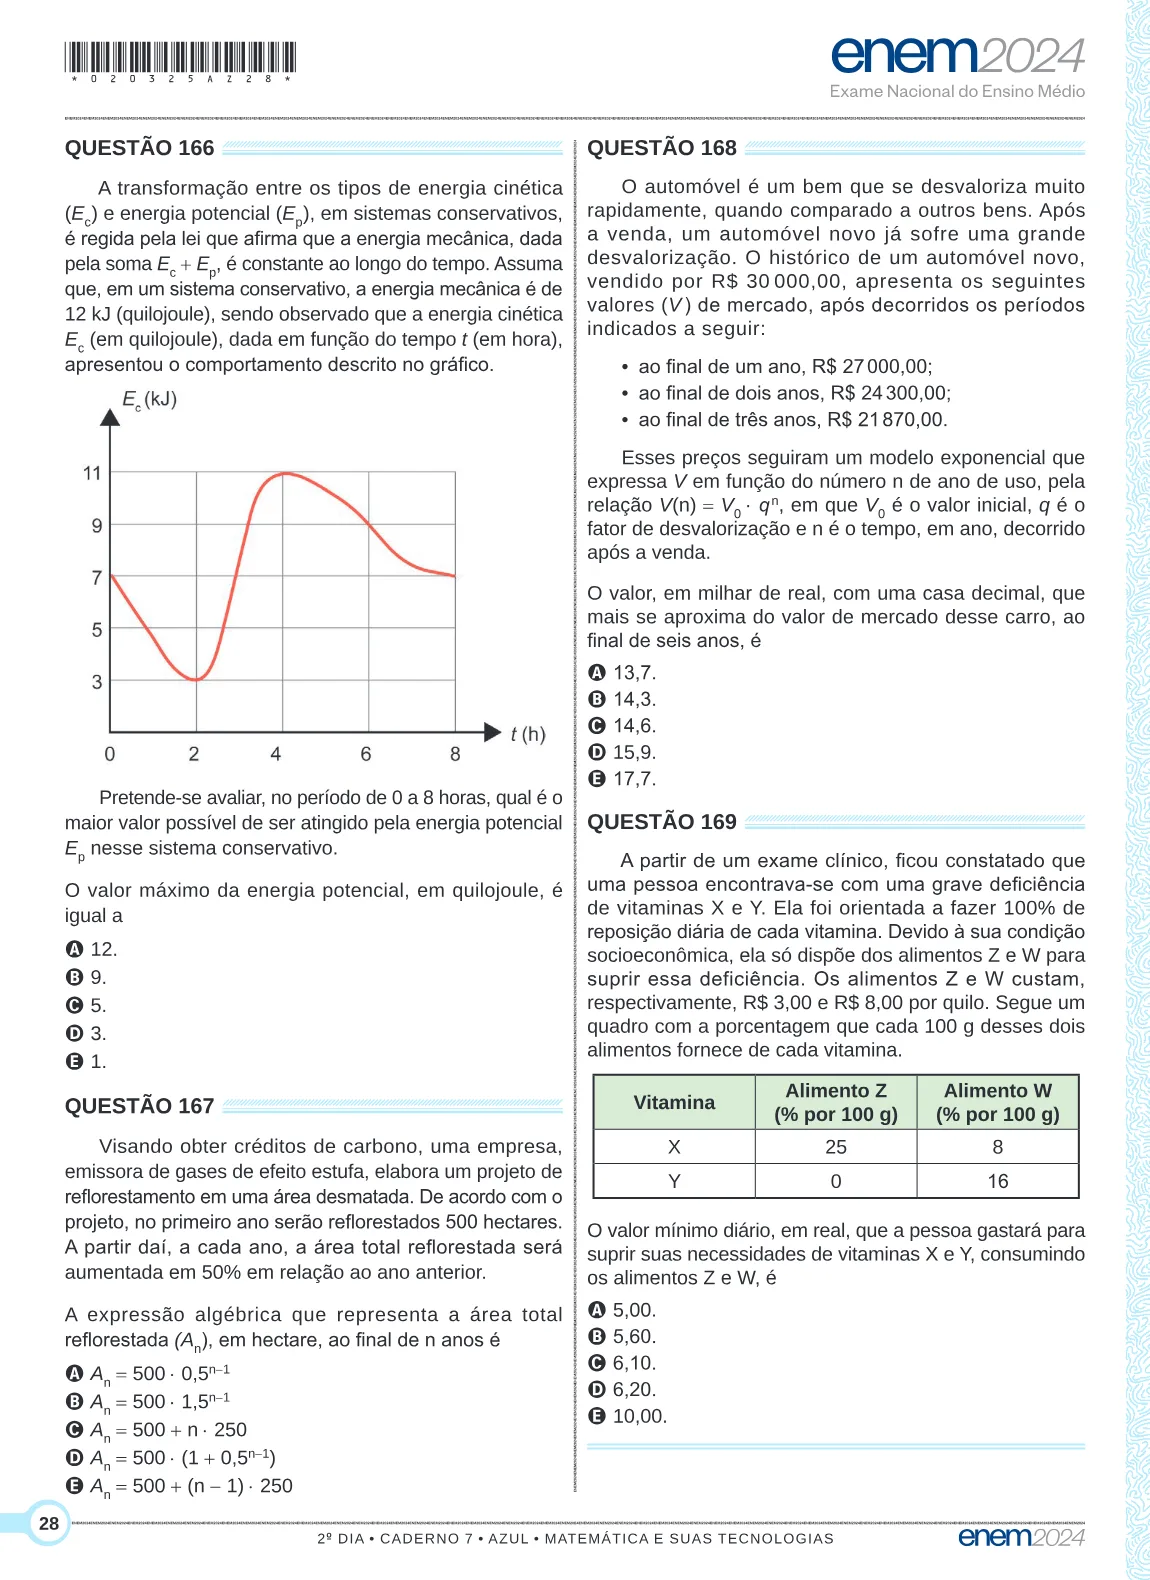 *020325AZ28*
enem2024
Exame Nacional do Ensino Médio
QUESTÃO 166
A transformação entre os tipos de energia cinética
(Ec) e energia potencial (Ep), em sistemas conservativos,
é regida pela lei que afirma que a energia mecânica, dada
pela soma Ec + Ep, é constante ao longo do tempo. Assuma
que, em um sistema conservativo, a energia mecânica é de
12 kJ (quilojoule), sendo observado que a energia cinética
Ec (em quilojoule), dada em função do tempo t (em hora),
apresentou o comportamento descrito no gráfico.
Ec (kJ)
11
9
7
5
3
0 2 4 6 8
t (h)
Pretende-se avaliar, no período de 0 a 8 horas, qual é o
maior valor possível de ser atingido pela energia potencial
Ep nesse sistema conservativo.
O valor máximo da energia potencial, em quilojoule, é
igual a
A 12.
B 9.
C 5.
D 3.
E 1.
QUESTÃO 167
Visando obter créditos de carbono, uma empresa,
emissora de gases de efeito estufa, elabora um projeto de
reflorestamento em uma área desmatada. De acordo com o
projeto, no primeiro ano serão reflorestados 500 hectares.
A partir daí, a cada ano, a área total reflorestada será
aumentada em 50% em relação ao ano anterior.
A expressão algébrica que representa a área total
reflorestada (An), em hectare, ao final de n anos é
A An = 500 · 0,5ⁿ⁻¹
B An = 500 · 1,5ⁿ⁻¹
C An = 500 + n · 250
D An = 500 · (1 + 0,5ⁿ⁻¹)
E An = 500 + (n − 1) · 250
QUESTÃO 168
O automóvel é um bem que se desvaloriza muito
rapidamente, quando comparado a outros bens. Após
a venda, um automóvel novo já sofre uma grande
desvalorização. O histórico de um automóvel novo,
vendido por R$ 30 000,00, apresenta os seguintes
valores (V) de mercado, após decorridos os períodos
indicados a seguir:
• ao final de um ano, R$ 27 000,00;
• ao final de dois anos, R$ 24 300,00;
• ao final de três anos, R$ 21 870,00.
Esses preços seguiram um modelo exponencial que
expressa V em função do número n de ano de uso, pela
relação V(n) = V₀ · qⁿ, em que V₀ é o valor inicial, q é o
fator de desvalorização e n é o tempo, em ano, decorrido
após a venda.
O valor, em milhar de real, com uma casa decimal, que
mais se aproxima do valor de mercado desse carro, ao
final de seis anos, é
A 13,7.
B 14,3.
C 14,6.
D 15,9.
E 17,7.
QUESTÃO 169
A partir de um exame clínico, ficou constatado que
uma pessoa encontrava-se com uma grave deficiência
de vitaminas X e Y. Ela foi orientada a fazer 100% de
reposição diária de cada vitamina. Devido à sua condição
socioeconômica, ela só dispõe dos alimentos Z e W para
suprir essa deficiência. Os alimentos Z e W custam,
respectivamente, R$ 3,00 e R$ 8,00 por quilo. Segue um
quadro com a porcentagem que cada 100 g desses dois
alimentos fornece de cada vitamina.
Vitamina
Alimento Z
(% por 100 g)
Alimento W
(% por 100 g)
X 25 8
Y 0 16
O valor mínimo diário, em real, que a pessoa gastará para
suprir suas necessidades de vitaminas X e Y, consumindo
os alimentos Z e W, é
A 5,00.
B 5,60.
C 6,10.
D 6,20.
E 10,00.
28
2º DIA • CADERNO 7 • AZUL • MATEMÁTICA E SUAS TECNOLOGIAS
enem2024